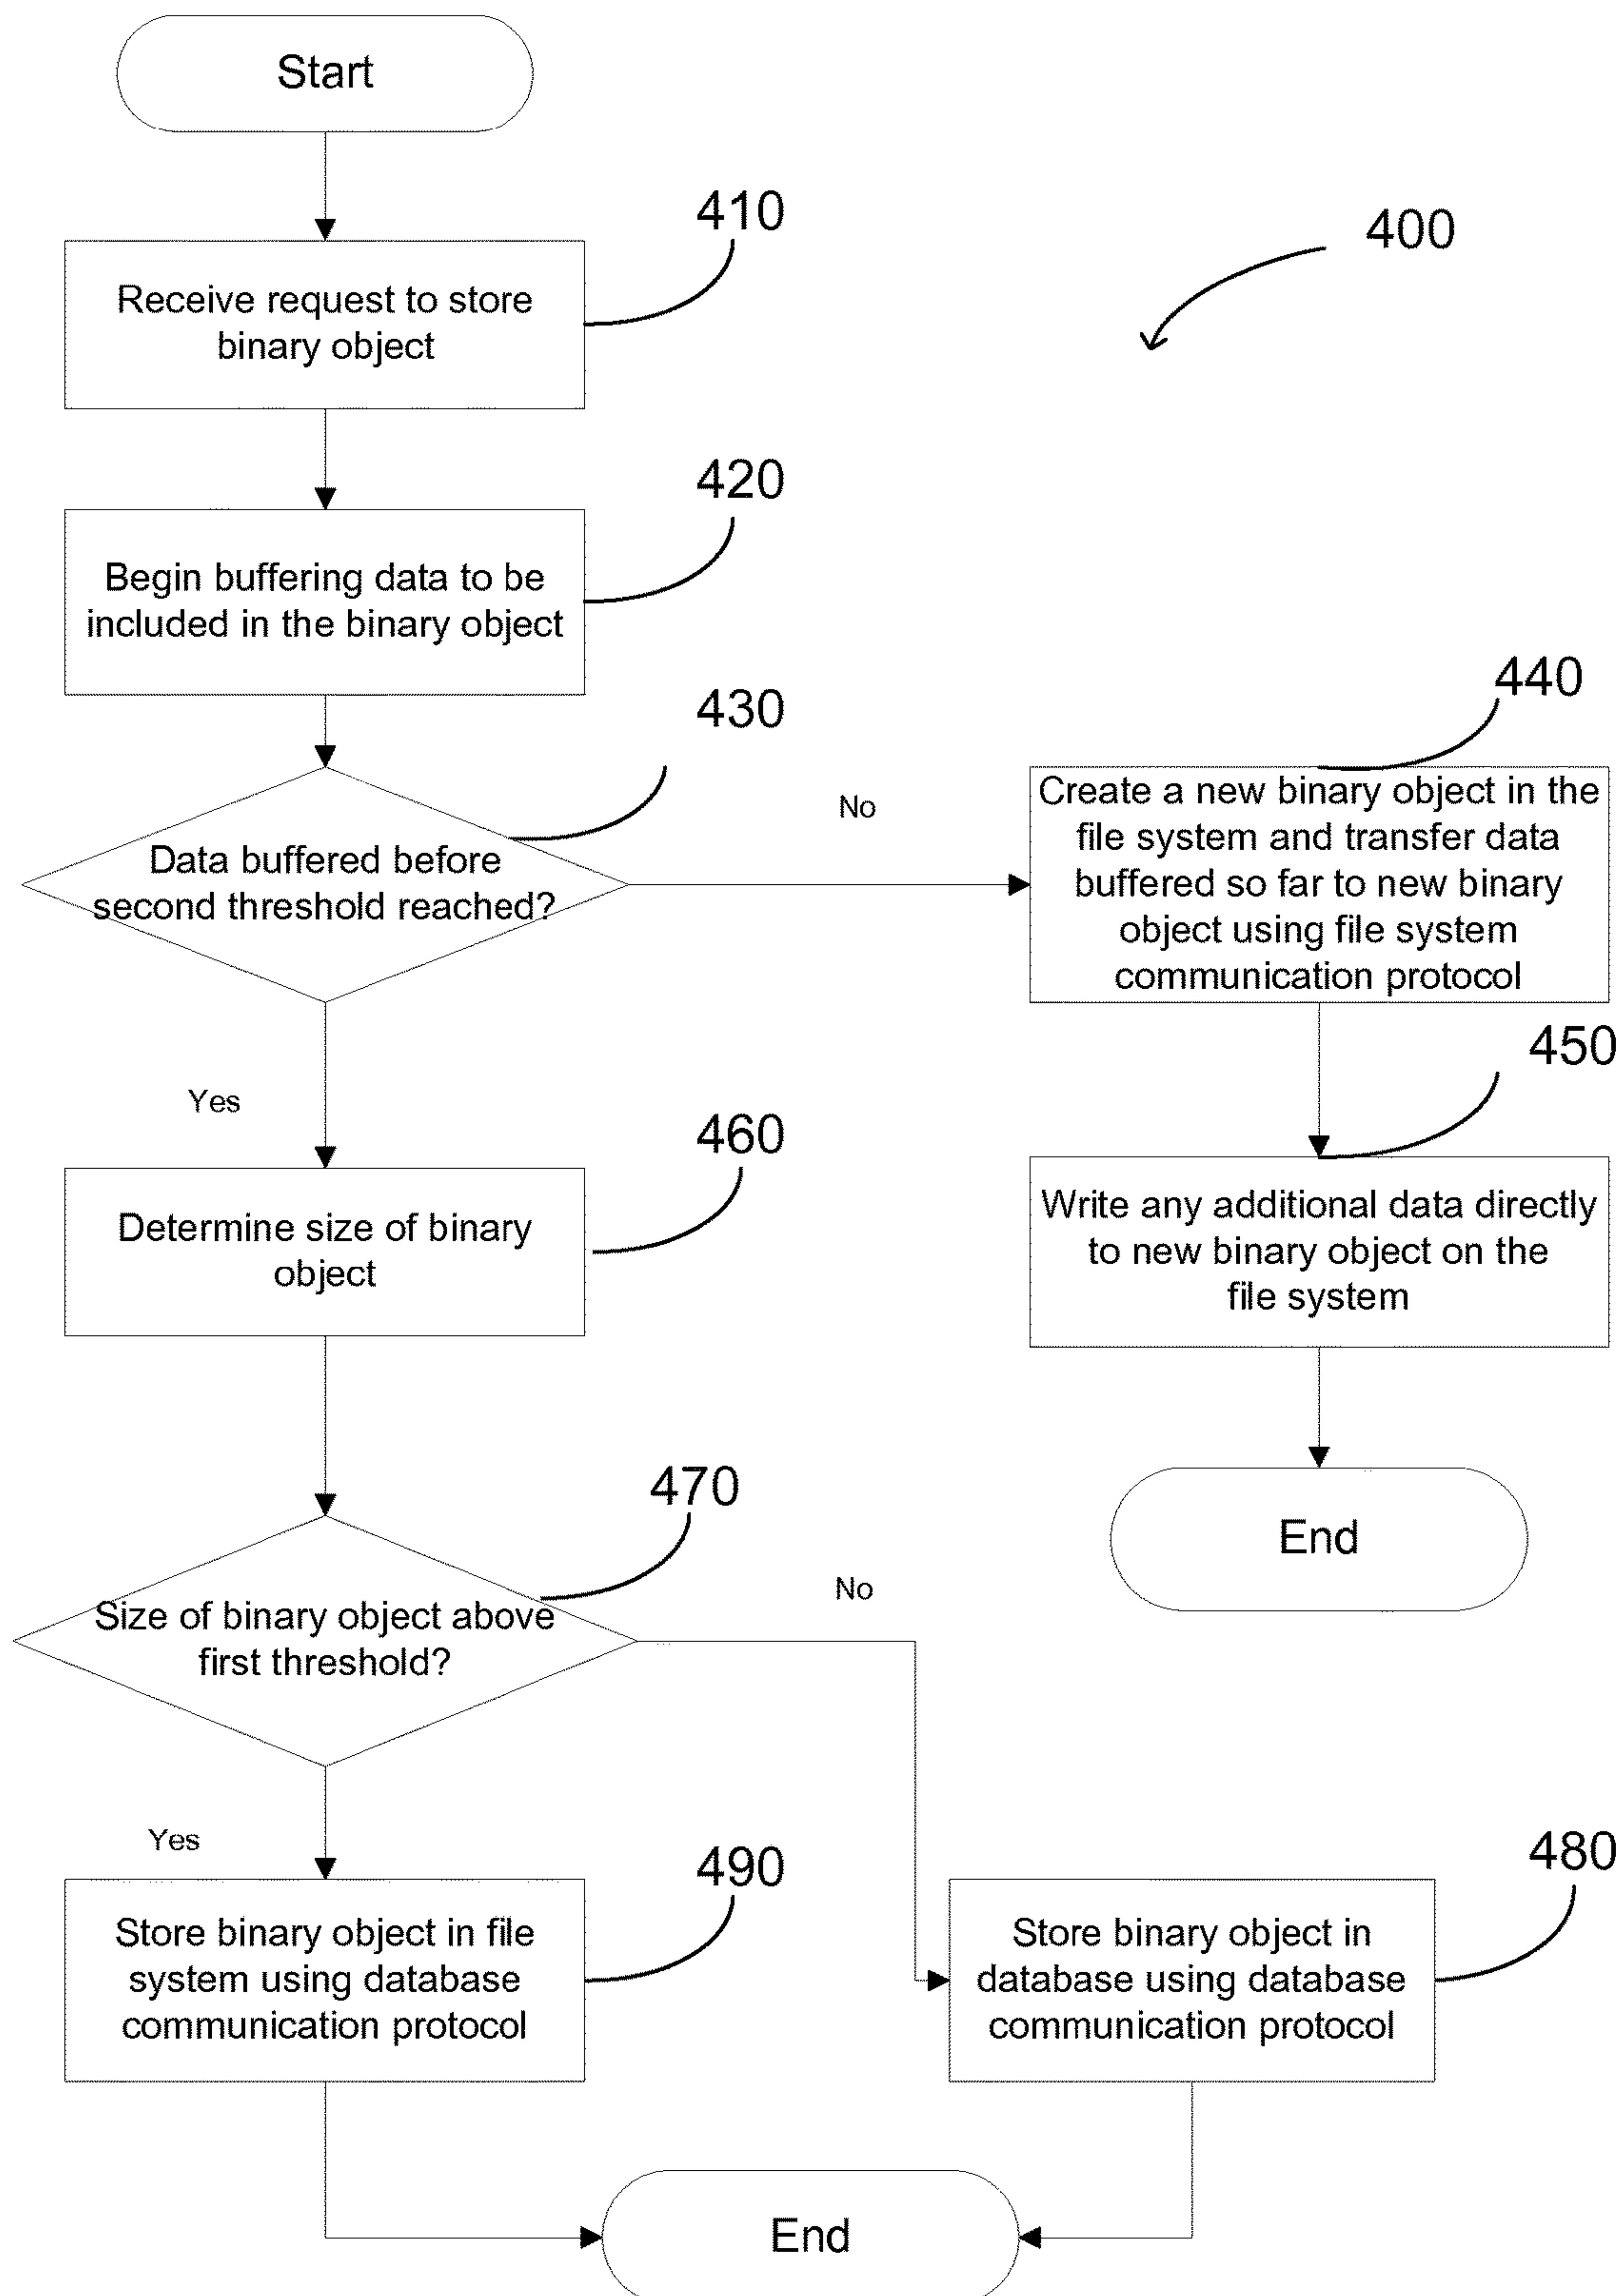 Start
410
400
Receive request to store
binary object
420
Begin buffering data to be
included in the binary object
430
440
No
Create a new binary object in the
file system and transfer data
buffered so far to new binary
object using file system
communication protocol
Data buffered before
second threshold reached?
450
Yes
460
Write any additional data directly
to new binary object on the
file system
Determine size of binary
object
470
End
No
Size of binary object above
first threshold?
Yes
490
480
Store binary object in file
system using database
communication protocol
Store binary object in
database using database
communication protocol
End